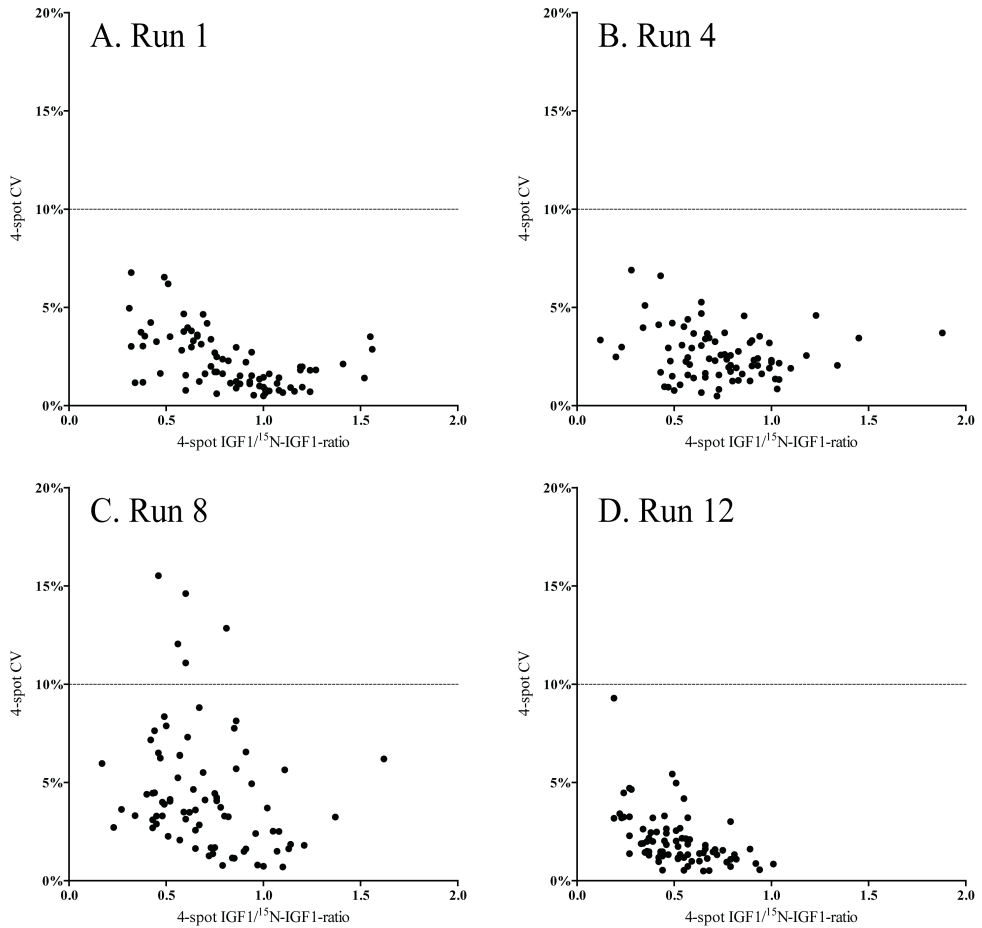 A. Run 1
20%
15%
10%
5%
0%
4-spot CV
0.0 0.5 1.0 1.5 2.0
4-spot IGF1/¹⁵N-IGF1-ratio
B. Run 4
20%
15%
10%
5%
0%
4-spot CV
0.0 0.5 1.0 1.5 2.0
4-spot IGF1/¹⁵N-IGF1-ratio
C. Run 8
20%
15%
10%
5%
0%
4-spot CV
0.0 0.5 1.0 1.5 2.0
4-spot IGF1/¹⁵N-IGF1-ratio
D. Run 12
20%
15%
10%
5%
0%
4-spot CV
0.0 0.5 1.0 1.5 2.0
4-spot IGF1/¹⁵N-IGF1-ratio